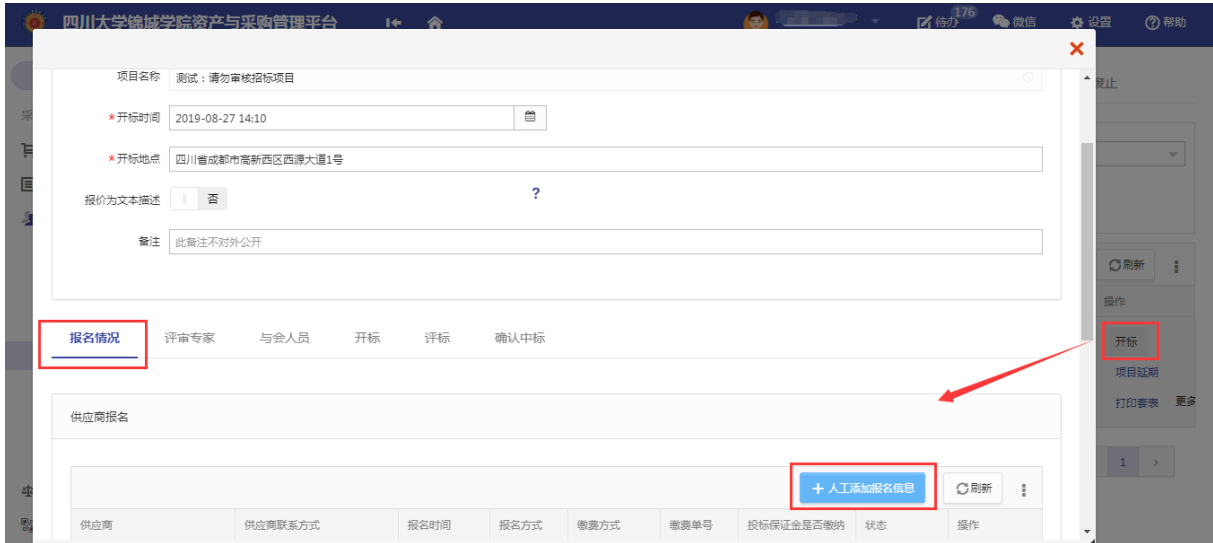 四川大学锦城学院资产与采购管理平台
待办 176 微信 设置 帮助
项目名称 测试：请勿审核招标项目
*开标时间 2019-08-27 14:10
*开标地点 四川省成都市高新西区西源大道1号
报价为文本描述 否 ?
备注 此备注不对外公开
刷新
操作
报名情况 评审专家 与会人员 开标 评标 确认中标
开标
项目延期
打印套表 更多
供应商报名
1 >
+ 人工添加报名信息 刷新
供应商 供应商联系方式 报名时间 报名方式 缴费方式 缴费单号 投标保证金是否缴纳 状态 操作